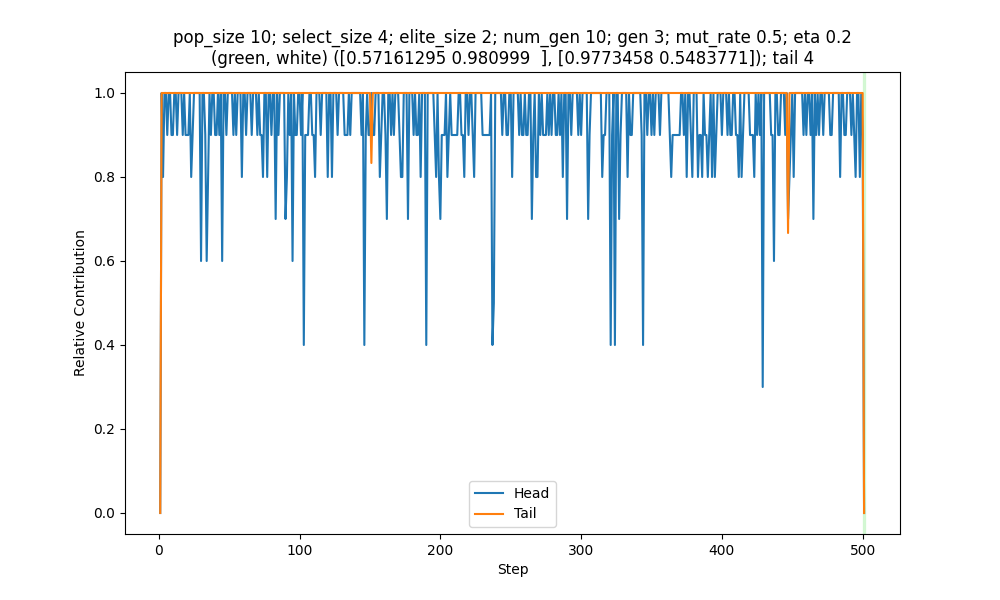 pop_size 10; select_size 4; elite_size 2; num_gen 10; gen 3; mut_rate 0.5; eta 0.2
(green, white) ([0.57161295 0.980999  ], [0.9773458 0.5483771]); tail 4
1.0
0.8
0.6
0.4
0.2
0.0
Relative Contribution
Head
Tail
0
100
200
300
400
500
Step